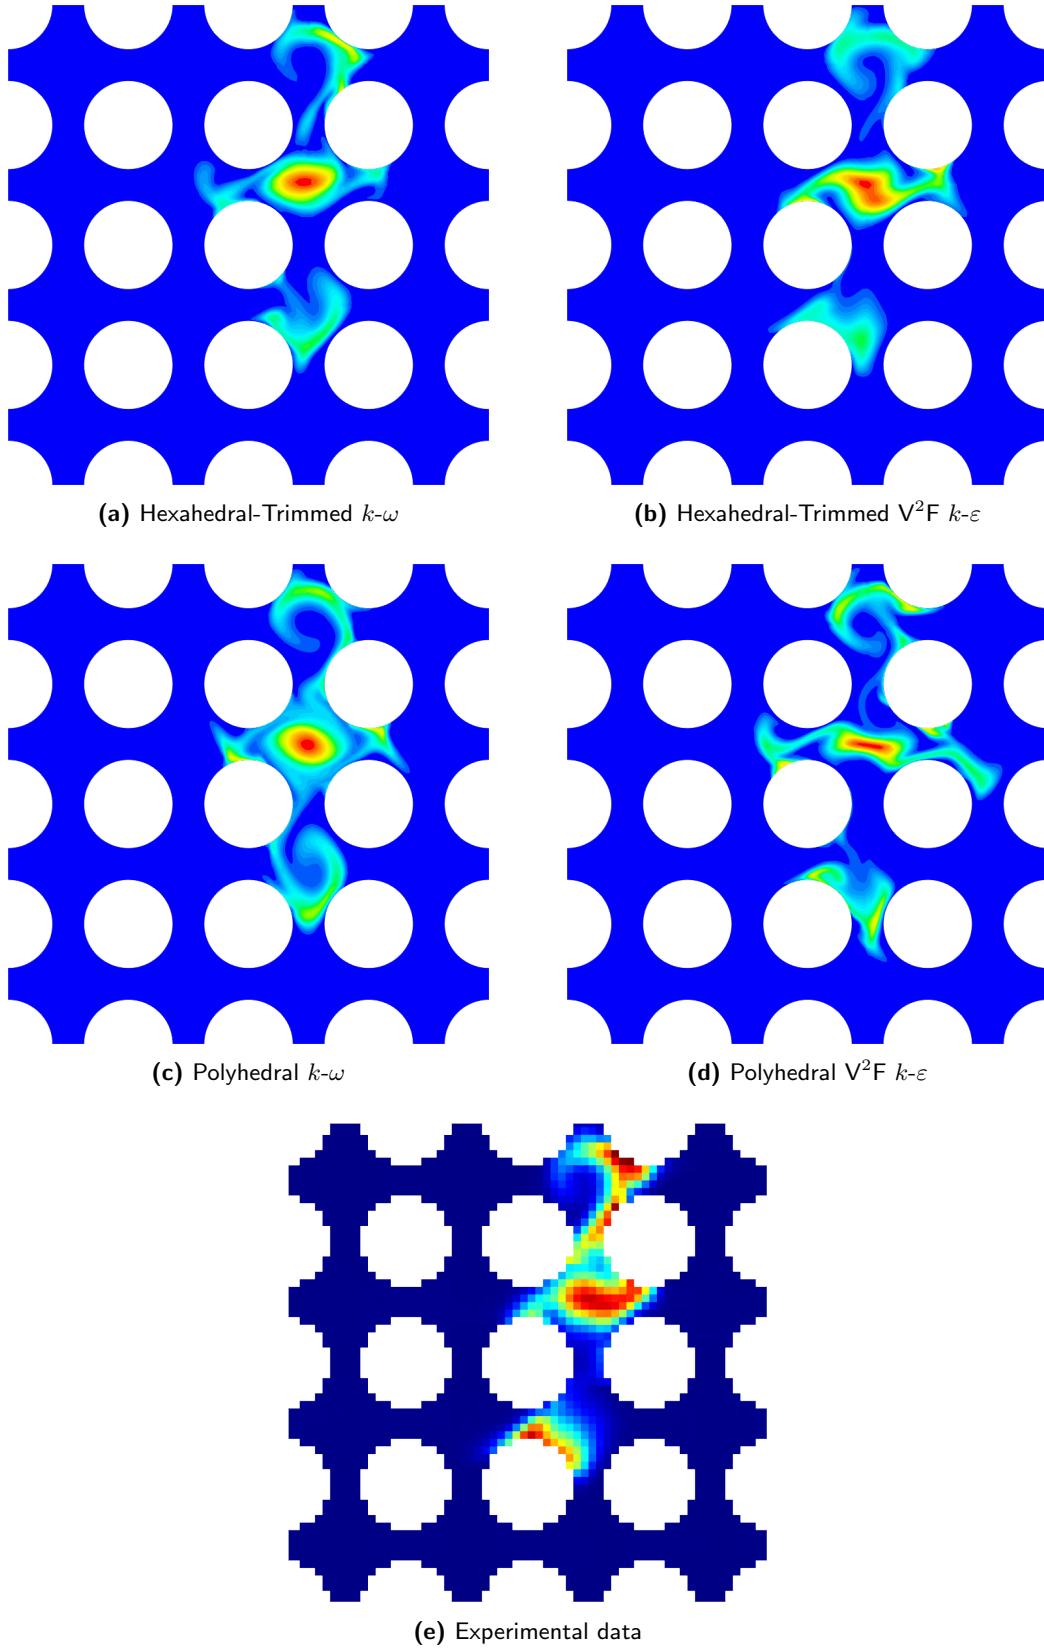 (a) Hexahedral-Trimmed k-ω
(b) Hexahedral-Trimmed V²F k-ε
(c) Polyhedral k-ω
(d) Polyhedral V²F k-ε
(e) Experimental data